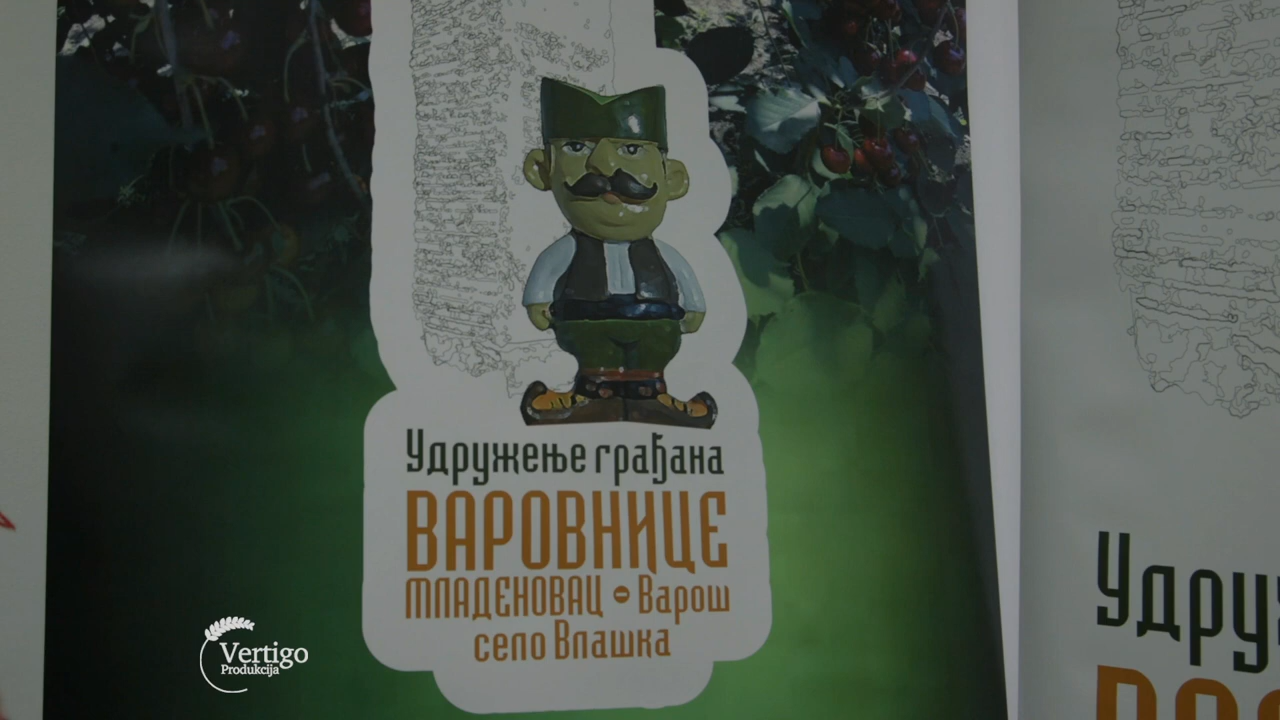 Удружење грађана
ВАРОВНИЦЕ
МЛАДЕНОВАЦ - Варош
село Влашка
Vertigo
Produkcija
Удру